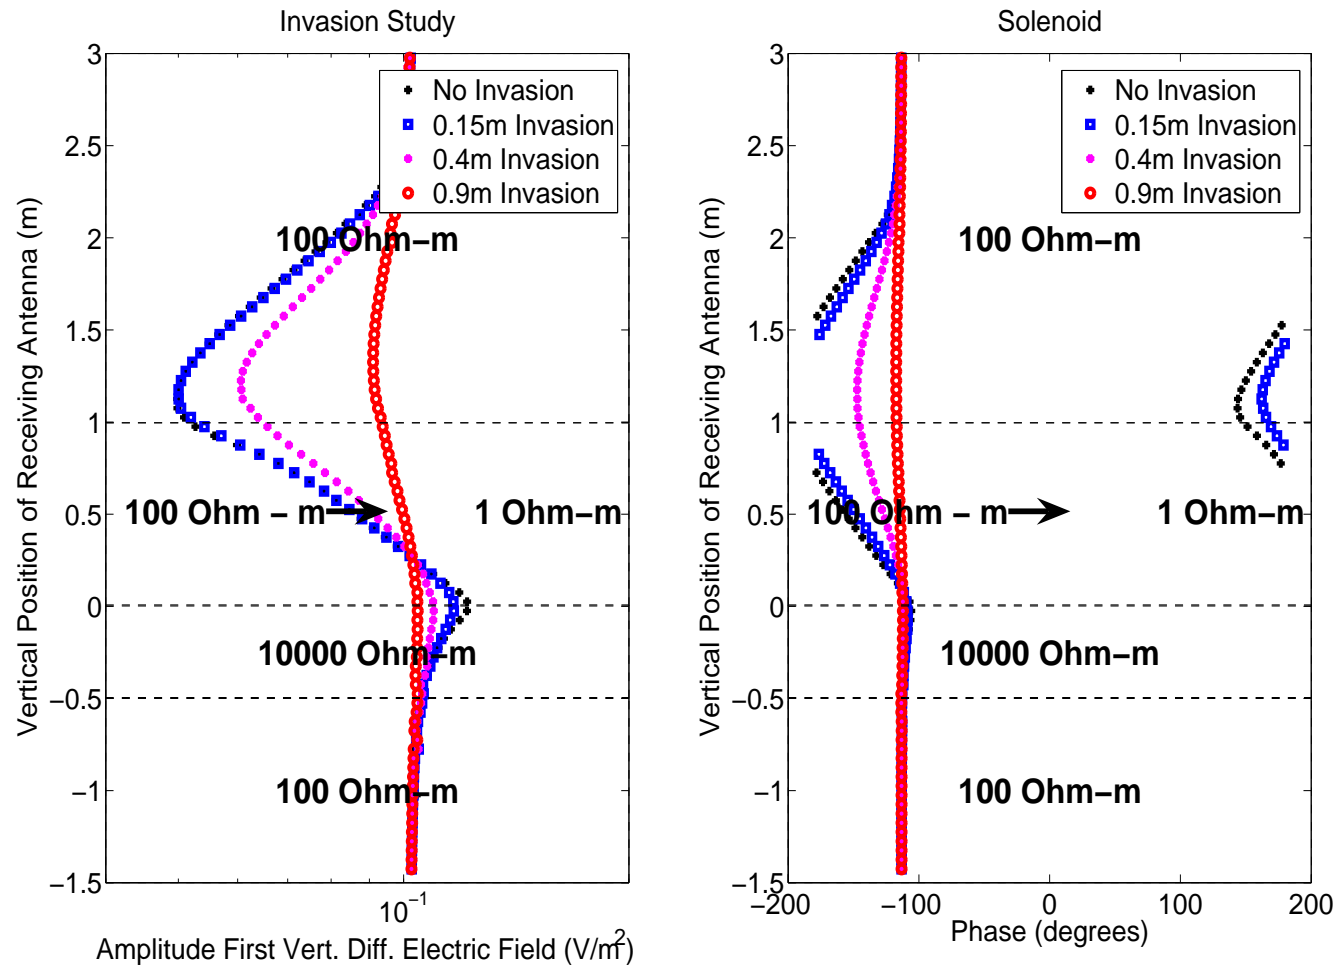 Invasion Study
3
2.5
2
1.5
1
0.5
0
−0.5
−1
−1.5
Vertical Position of Receiving Antenna (m)
No Invasion
0.15m Invasion
0.4m Invasion
0.9m Invasion
100 Ohm−m
100 Ohm − m
1 Ohm−m
10000 Ohm−m
100 Ohm−m
10⁻¹
Amplitude First Vert. Diff. Electric Field (V/m²)
Solenoid
3
2.5
2
1.5
1
0.5
0
−0.5
−1
−1.5
Vertical Position of Receiving Antenna (m)
No Invasion
0.15m Invasion
0.4m Invasion
0.9m Invasion
100 Ohm−m
100 Ohm − m
1 Ohm−m
10000 Ohm−m
100 Ohm−m
−200 −100 0 100 200
Phase (degrees)